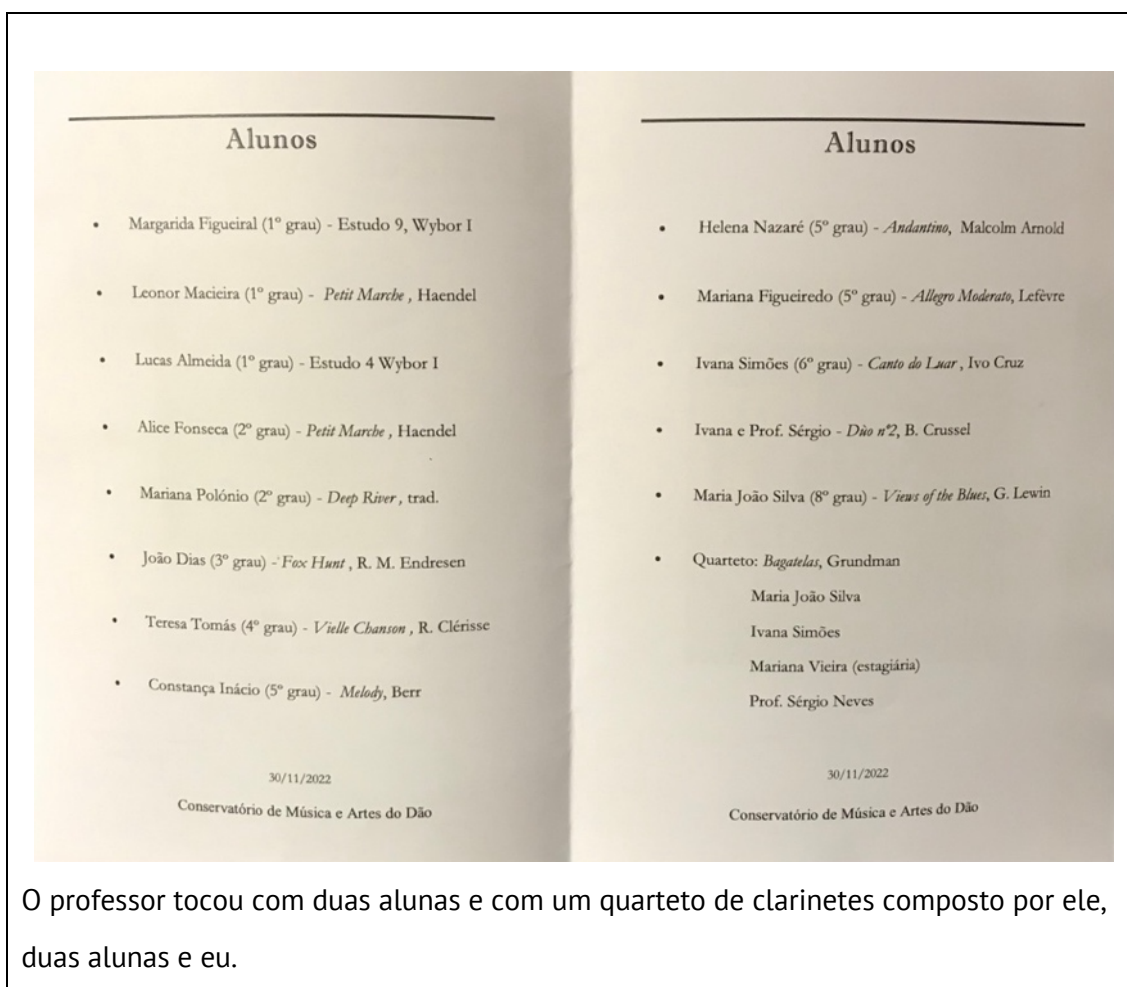 Alunos
• Margarida Figueiral (1º grau) - Estudo 9, Wybor I
• Leonor Macieira (1º grau) - Petit Marche , Haendel
• Lucas Almeida (1º grau) - Estudo 4 Wybor I
• Alice Fonseca (2º grau) - Petit Marche , Haendel
• Mariana Polónio (2º grau) - Deep River , trad.
• João Dias (3º grau) - Fox Hunt , R. M. Endresen
• Teresa Tomás (4º grau) - Vielle Chanson , R. Clérisse
• Constança Inácio (5º grau) - Melody, Berr
30/11/2022
Conservatório de Música e Artes do Dão
Alunos
• Helena Nazaré (5º grau) - Andantino, Malcolm Arnold
• Mariana Figueiredo (5º grau) - Allegro Moderato, Lefèvre
• Ivana Simões (6º grau) - Canto do Luar , Ivo Cruz
• Ivana e Prof. Sérgio - Dùo nº2, B. Crussel
• Maria João Silva (8º grau) - Views of the Blues, G. Lewin
• Quarteto: Bagatelas, Grundman
Maria João Silva
Ivana Simões
Mariana Vieira (estagiária)
Prof. Sérgio Neves
30/11/2022
Conservatório de Música e Artes do Dão
O professor tocou com duas alunas e com um quarteto de clarinetes composto por ele,
duas alunas e eu.